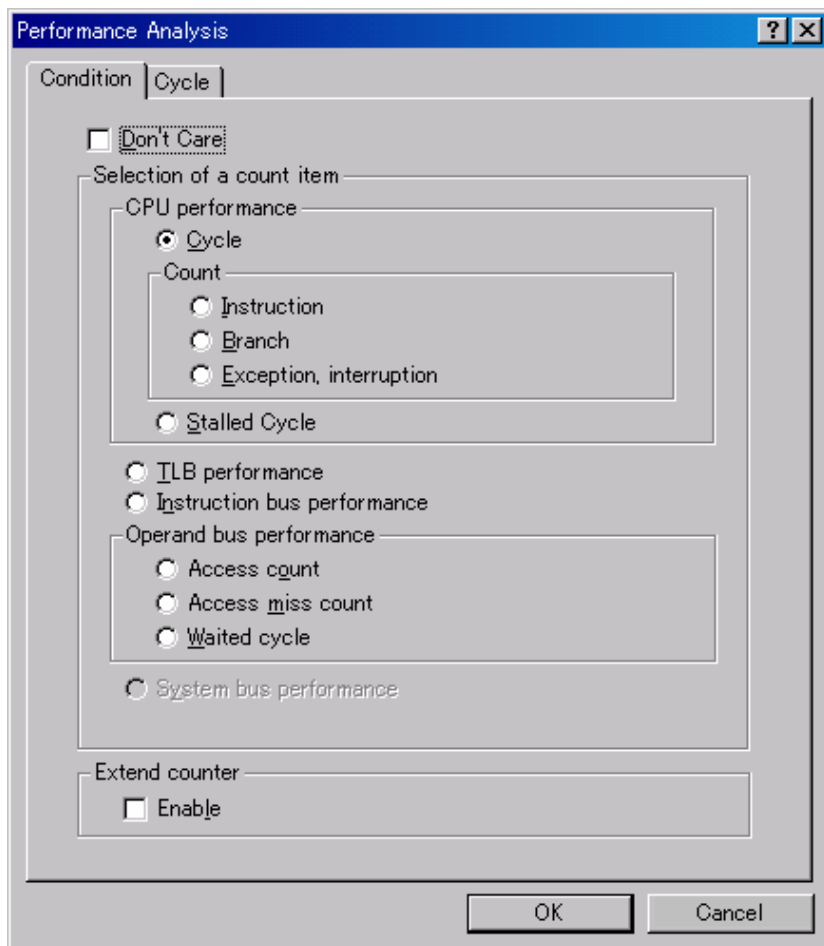 Performance Analysis
Condition
Cycle
Don't Care
Selection of a count item
CPU performance
Cycle
Count
Instruction
Branch
Exception, interruption
Stalled Cycle
TLB performance
Instruction bus performance
Operand bus performance
Access count
Access miss count
Waited cycle
System bus performance
Extend counter
Enable
OK
Cancel